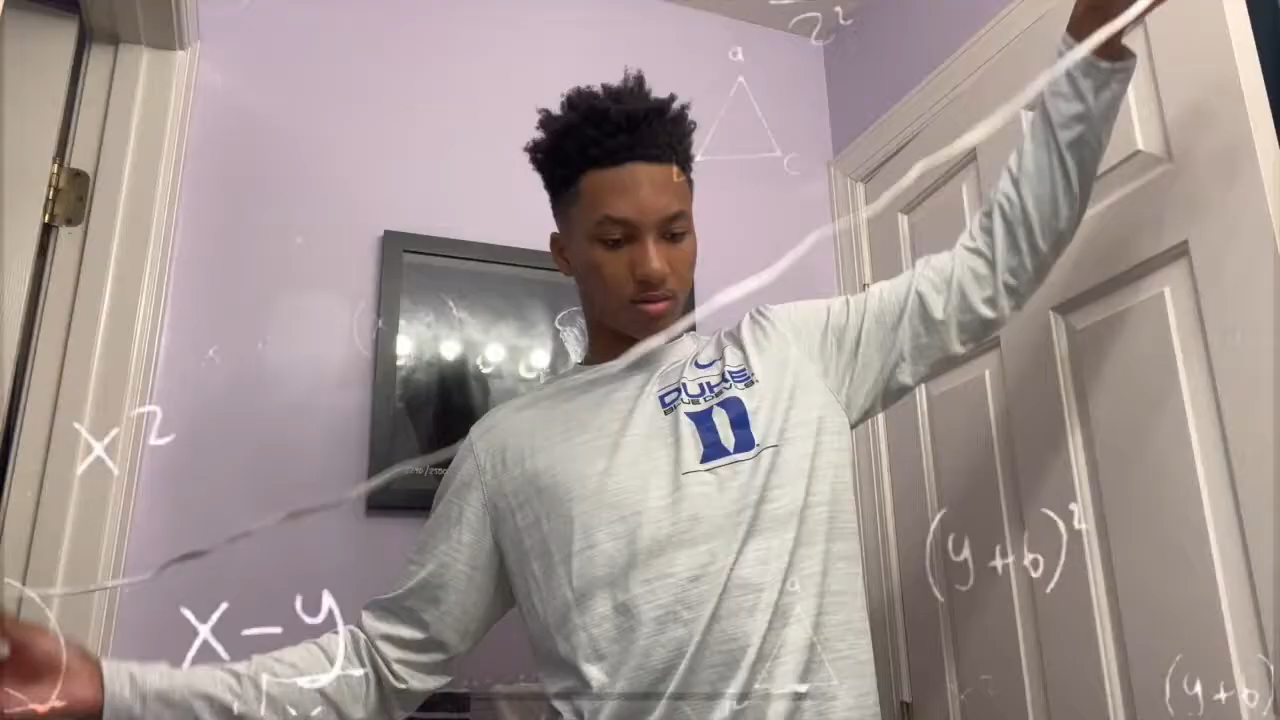 2²
a
c
DUKE
BLUE DEVILS
D
x²
(y+b)²
x-y
a
(y+b)